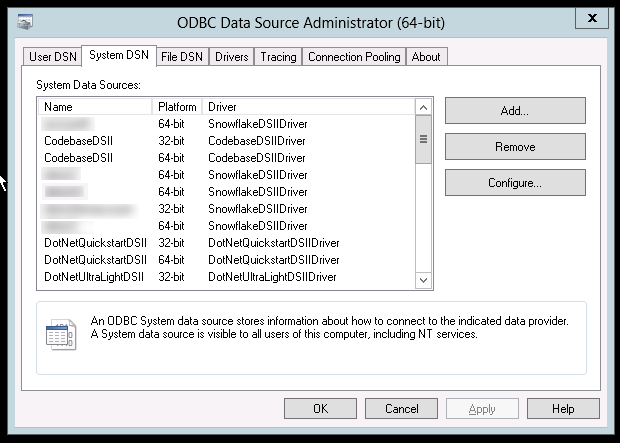 ODBC Data Source Administrator (64-bit)
x
User DSN System DSN File DSN Drivers Tracing Connection Pooling About
System Data Sources:
Name Platform Driver
64-bit SnowflakeDSIIDriver
CodebaseDSII 32-bit CodebaseDSIIDriver
CodebaseDSII 64-bit CodebaseDSIIDriver
64-bit SnowflakeDSIIDriver
64-bit SnowflakeDSIIDriver
32-bit SnowflakeDSIIDriver
64-bit SnowflakeDSIIDriver
DotNetQuickstartDSII 32-bit DotNetQuickstartDSIIDriver
DotNetQuickstartDSII 64-bit DotNetQuickstartDSIIDriver
DotNetUltraLightDSII 32-bit DotNetUltraLightDSIIDriver
Add...
Remove
Configure...
An ODBC System data source stores information about how to connect to the indicated data provider.
A System data source is visible to all users of this computer, including NT services.
OK Cancel Apply Help